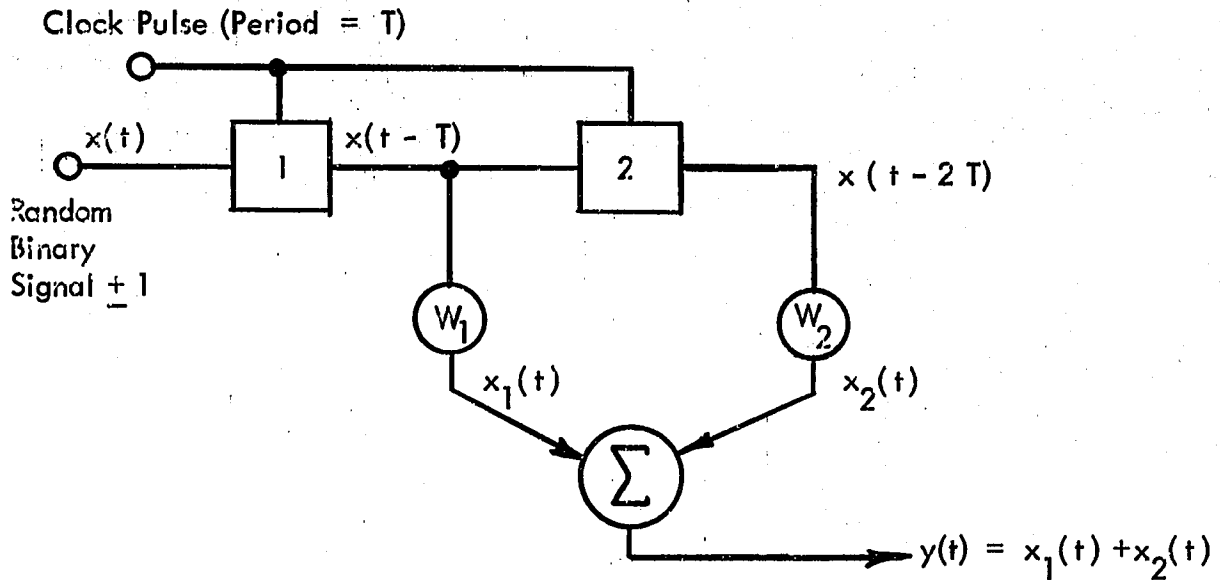 Clock Pulse (Period = T)
x(t)
1
x(t - T)
2
x ( t - 2 T)
Random
Binary
Signal ± 1
W1
W2
x1(t)
x2(t)
Σ
y(t) = x1(t) +x2(t)